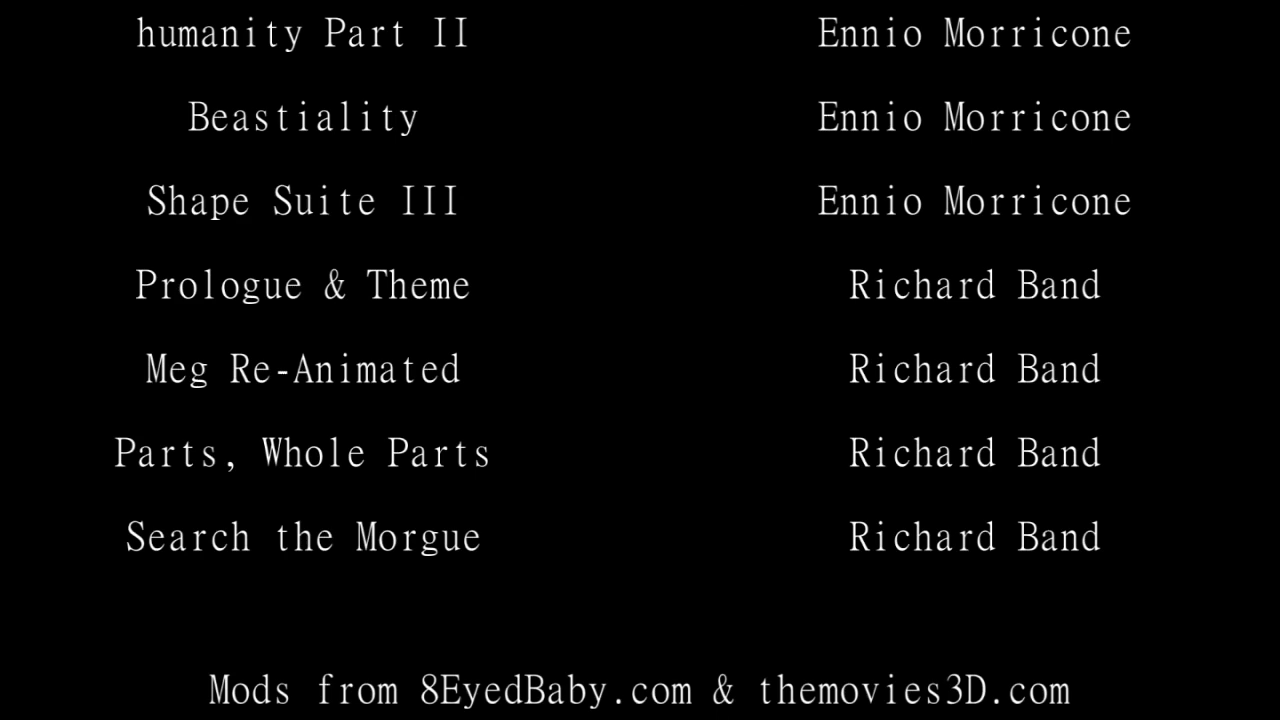 humanity Part II Ennio Morricone
Beastiality Ennio Morricone
Shape Suite III Ennio Morricone
Prologue & Theme Richard Band
Meg Re-Animated Richard Band
Parts, Whole Parts Richard Band
Search the Morgue Richard Band
Mods from 8EyedBaby.com & themovies3D.com